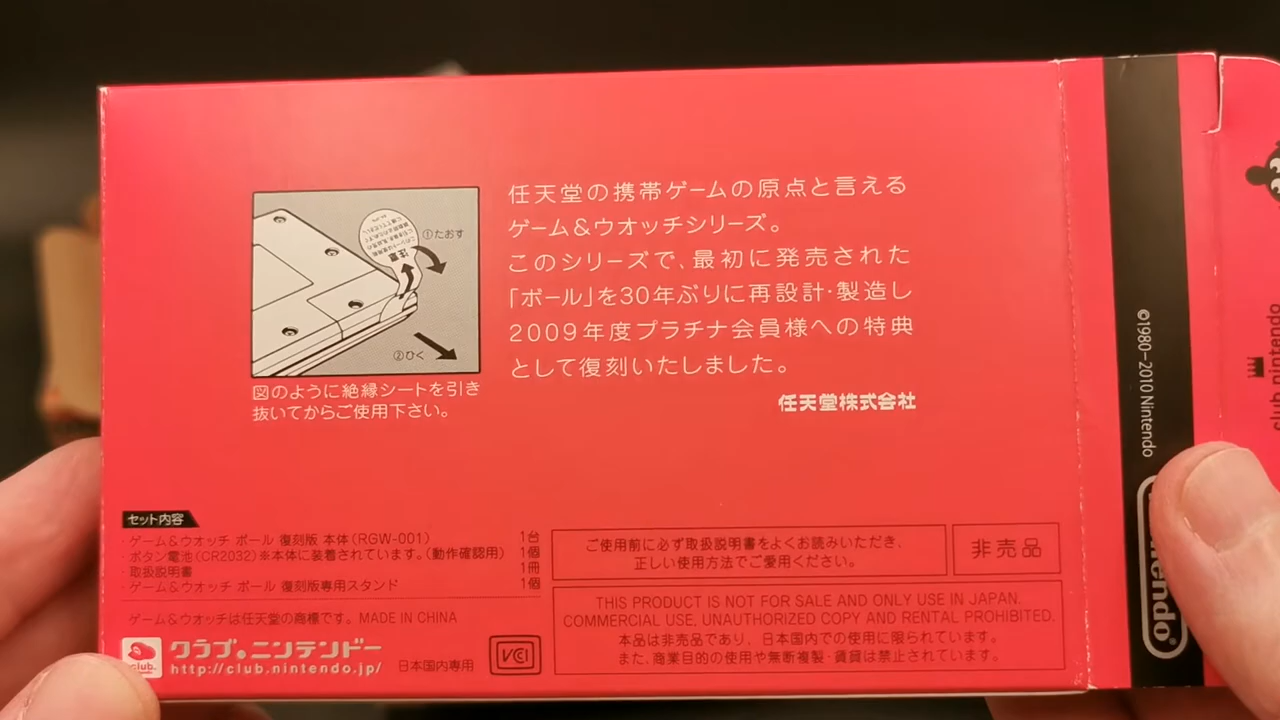 任天堂の携帯ゲームの原点と言える
ゲーム&ウオッチシリーズ。
このシリーズで、最初に発売された
「ボール」を30年ぶりに再設計・製造し
2009年度プラチナ会員様への特典
として復刻いたしました。
任天堂株式会社
注意
①たおす
②ひく
図のように絶縁シートを引き
抜いてからご使用下さい。
セット内容
・ゲーム&ウオッチ ボール 復刻版 本体(RGW-001) 1台
・ボタン電池(CR2032)※本体に装着されています。(動作確認用) 1個
・取扱説明書 1冊
・ゲーム&ウオッチ ボール 復刻版専用スタンド 1個
ゲーム&ウオッチは任天堂の商標です。 MADE IN CHINA
club.
クラブ・ニンテンドー
http://club.nintendo.jp/
日本国内専用
VCCI
ご使用前に必ず取扱説明書をよくお読みいただき、
正しい使用方法でご愛用ください。
非売品
THIS PRODUCT IS NOT FOR SALE AND ONLY USE IN JAPAN.
COMMERCIAL USE, UNAUTHORIZED COPY AND RENTAL PROHIBITED.
本品は非売品であり、日本国内での使用に限られています。
また、商業目的の使用や無断複製・賃貸は禁止されています。
©1980-2010 Nintendo
Nintendo®
club nintendo